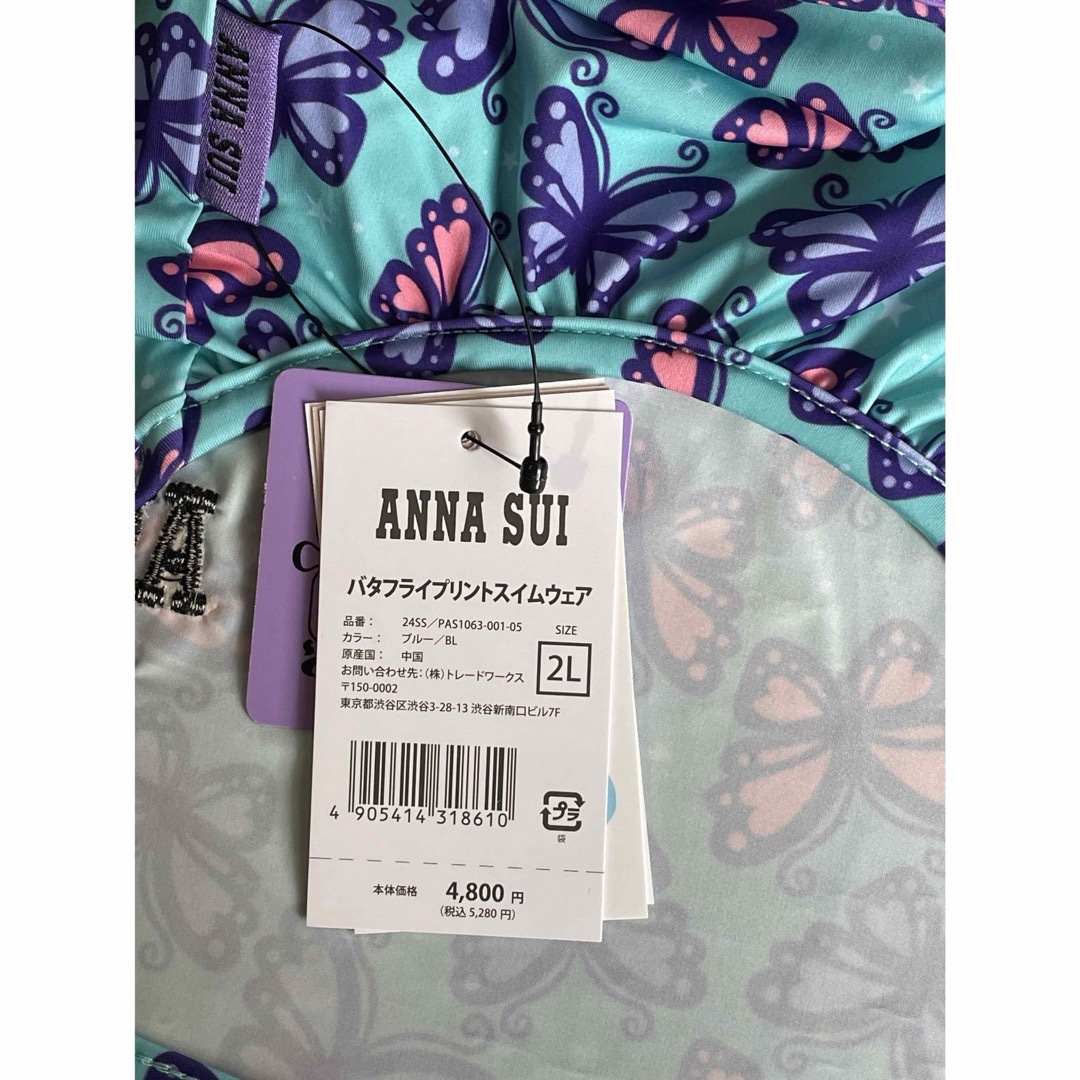 ANNA SUI
A
ANNA SUI
バタフライプリントスイムウェア
品番： 24SS／PAS1063-001-05
SIZE
カラー： ブルー／BL
原産国： 中国
2L
お問い合わせ先：（株）トレードワークス
〒150-0002
東京都渋谷区渋谷3-28-13 渋谷新南口ビル7F
4 905414 318610
プラ
袋
本体価格 4,800 円
（税込 5,280 円）